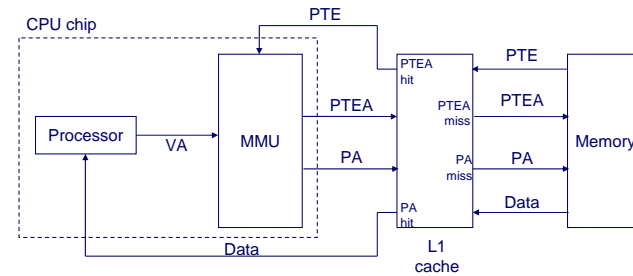 CPU chip
PTE
PTE
PTEA
hit
PTEA
PTEA
miss
PTEA
Processor
VA
MMU
Memory
PA
PA
miss
PA
PA
hit
Data
Data
L1
cache